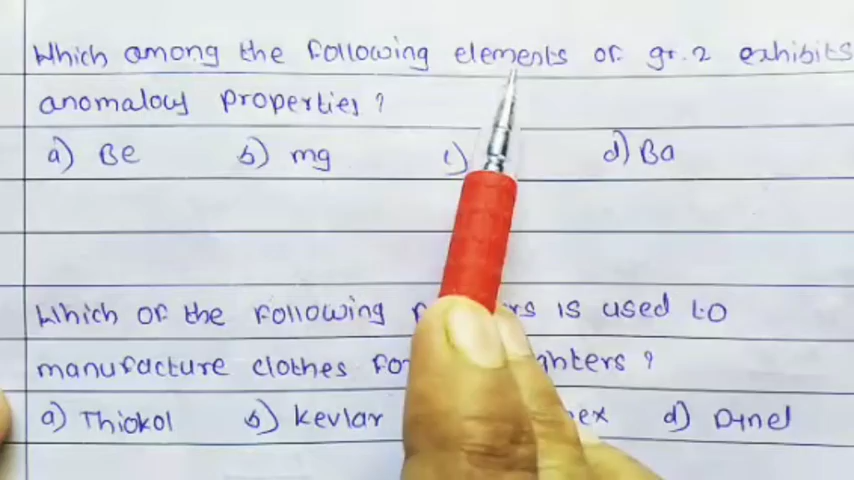 Which among the following elements of gr.2 exhibits
anomalous properties?
a) Be b) mg c) d) Ba
Which of the following is used to
manufacture clothes
a) Thiokol b) Kevlar d) Dynel